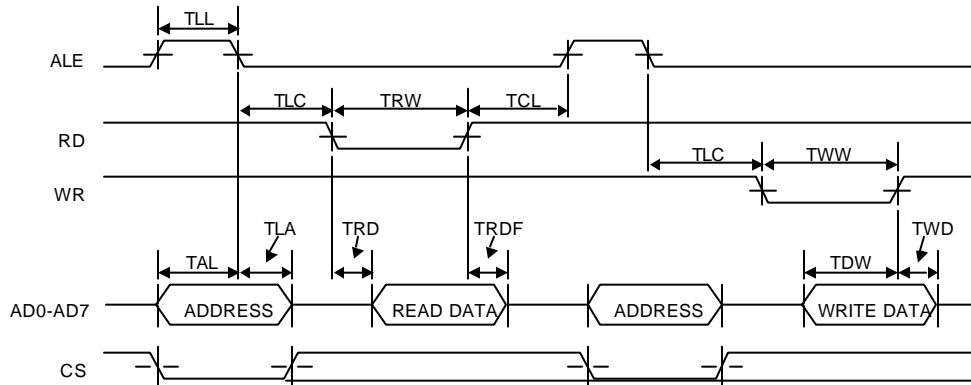 TLL
ALE
TLC TRW TCL
RD
TLC TWW
WR
TLA TRD TRDF TWD
TAL TDW
AD0-AD7 ADDRESS READ DATA ADDRESS WRITE DATA
CS